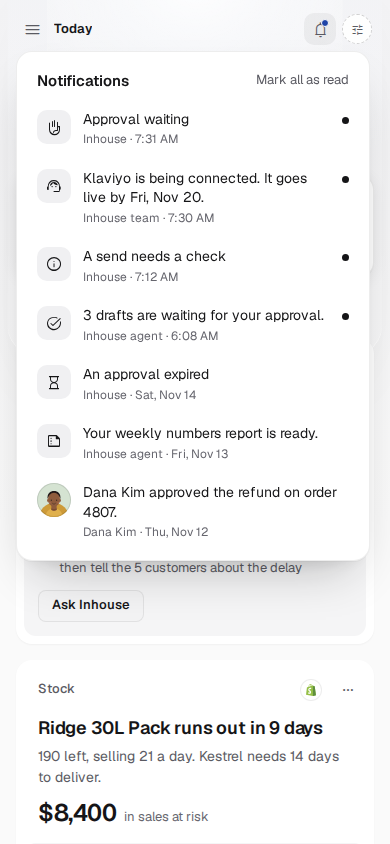 Today
Notifications
Mark all as read
Approval waiting
Inhouse · 7:31 AM
Klaviyo is being connected. It goes
live by Fri, Nov 20.
Inhouse team · 7:30 AM
A send needs a check
Inhouse · 7:12 AM
3 drafts are waiting for your approval.
Inhouse agent · 6:08 AM
An approval expired
Inhouse · Sat, Nov 14
Your weekly numbers report is ready.
Inhouse agent · Fri, Nov 13
Dana Kim approved the refund on order
4807.
Dana Kim · Thu, Nov 12
then tell the 5 customers about the delay
Ask Inhouse
Stock
Ridge 30L Pack runs out in 9 days
190 left, selling 21 a day. Kestrel needs 14 days
to deliver.
$8,400 in sales at risk